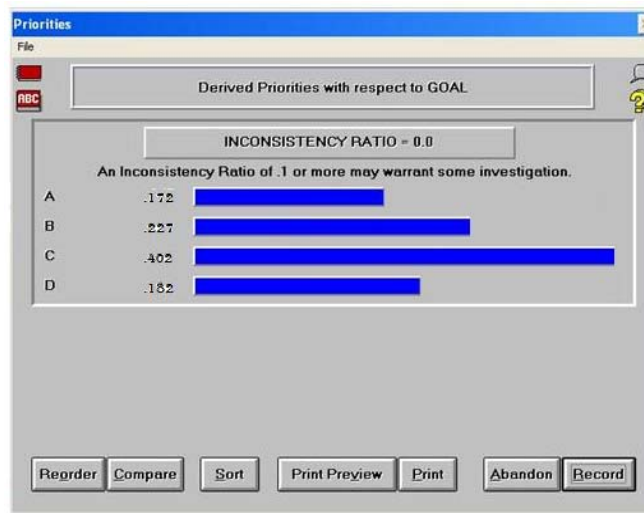 Priorities
File
ABC
Derived Priorities with respect to GOAL
?
INCONSISTENCY RATIO = 0.0
An Inconsistency Ratio of .1 or more may warrant some investigation.
A .172
B .227
C .402
D .182
Reorder Compare Sort Print Preview Print Abandon Record